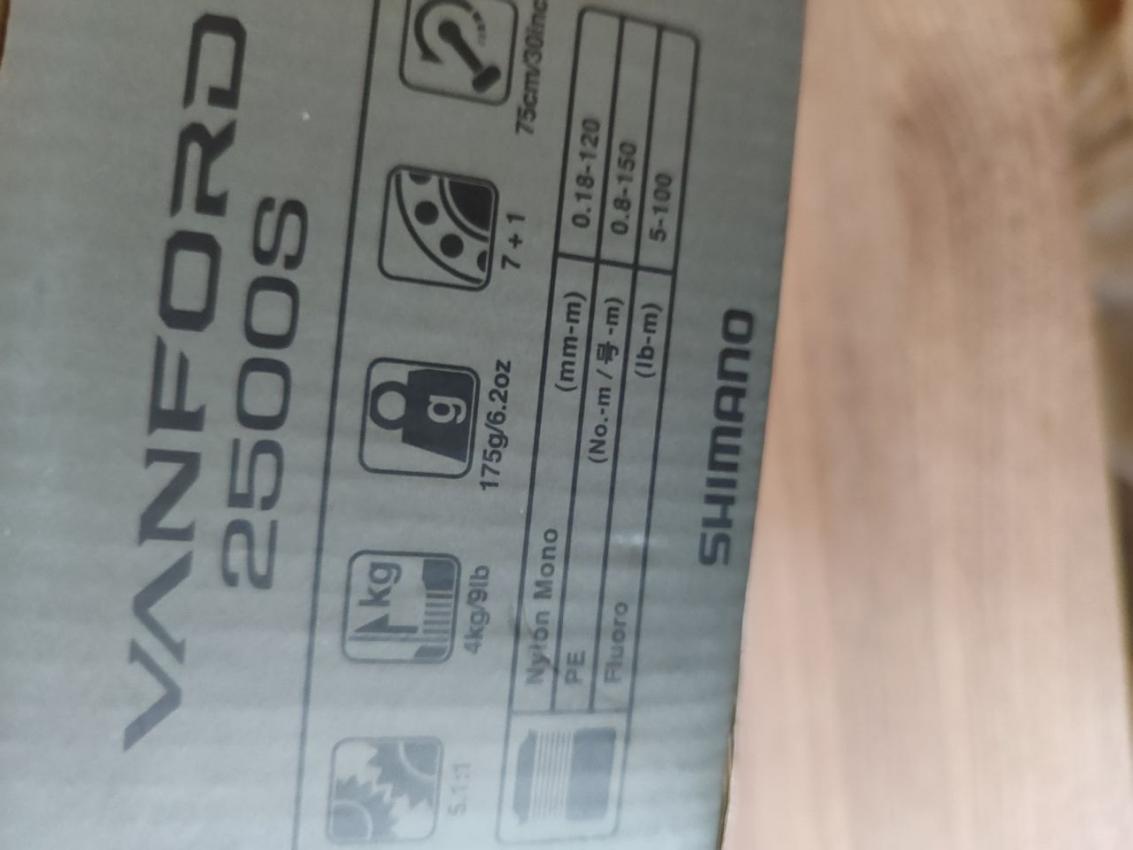 VANFORD
2500S
5.1:1
4kg/9lb
175g/6.2oz
7 + 1
75cm/30inc
kg
g
Nylon Mono (mm-m) 0.18-120
PE (No.-m / 号-m) 0.8-150
Fluoro (lb-m) 5-100
SHIMANO